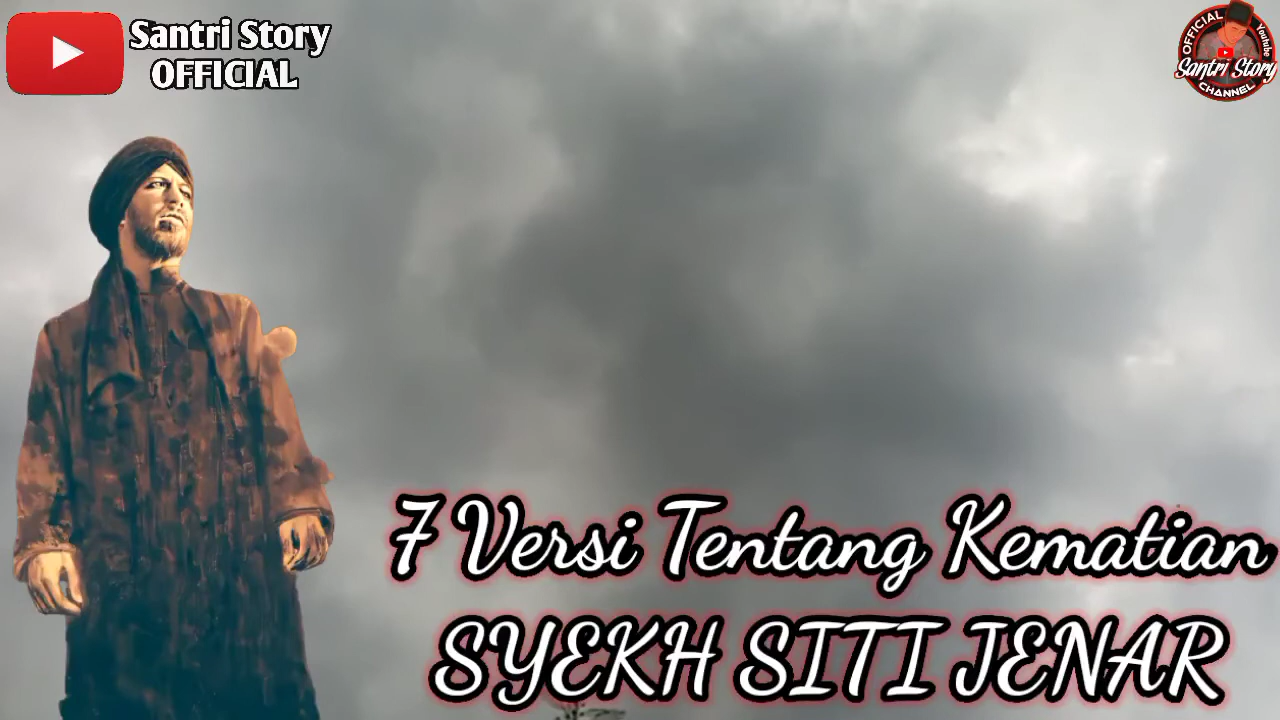 Santri Story
OFFICIAL
OFFICIAL
Youtube
Santri Story
CHANNEL
7 Versi Tentang Kematian
SYEKH SITI JENAR